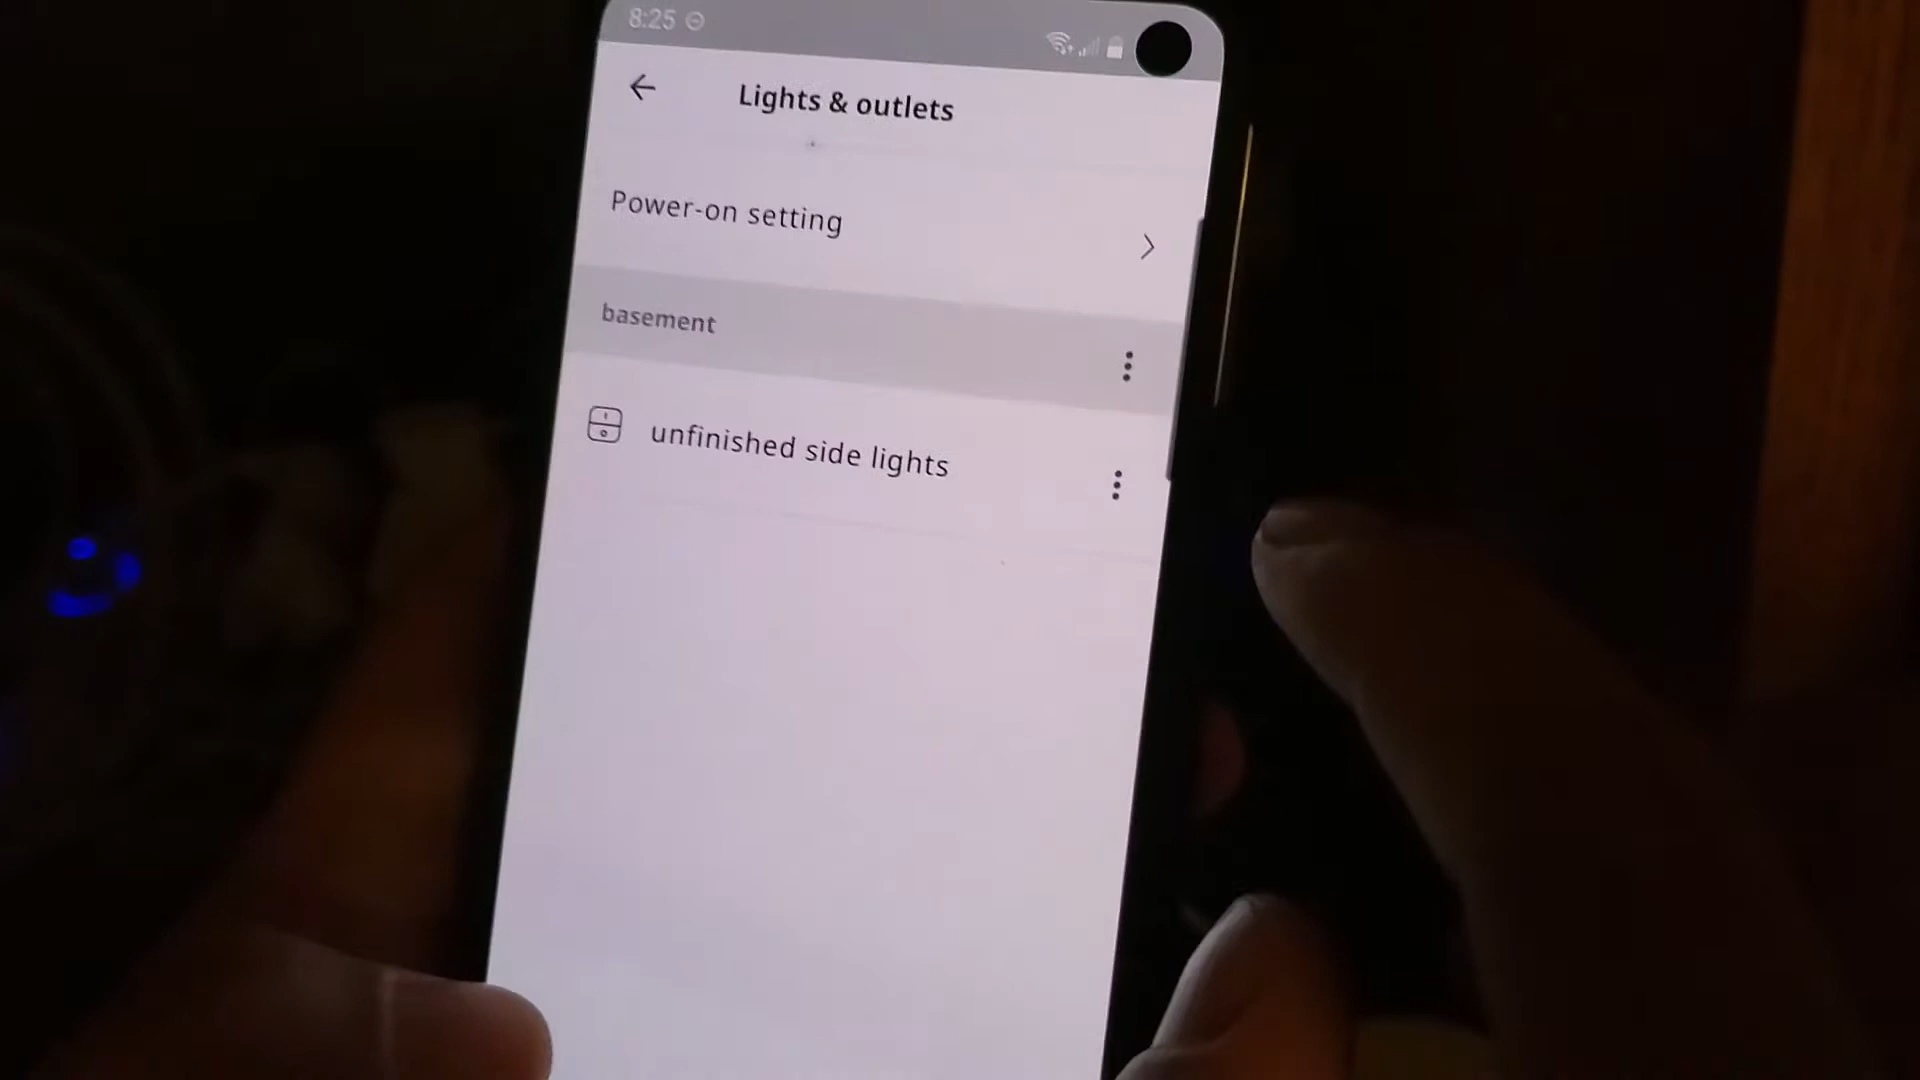 8:25
Lights & outlets
Power-on setting
basement
unfinished side lights